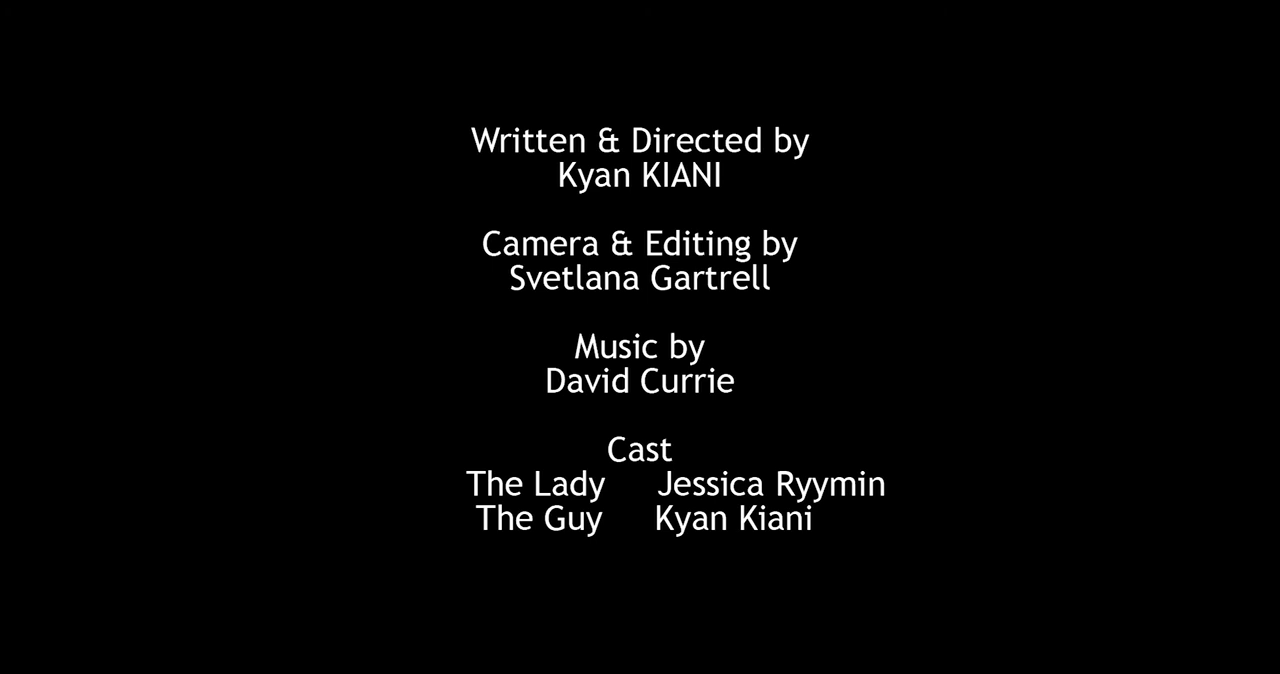 Written & Directed by
Kyan KIANI
Camera & Editing by
Svetlana Gartrell
Music by
David Currie
Cast
The Lady Jessica Ryymin
The Guy Kyan Kiani